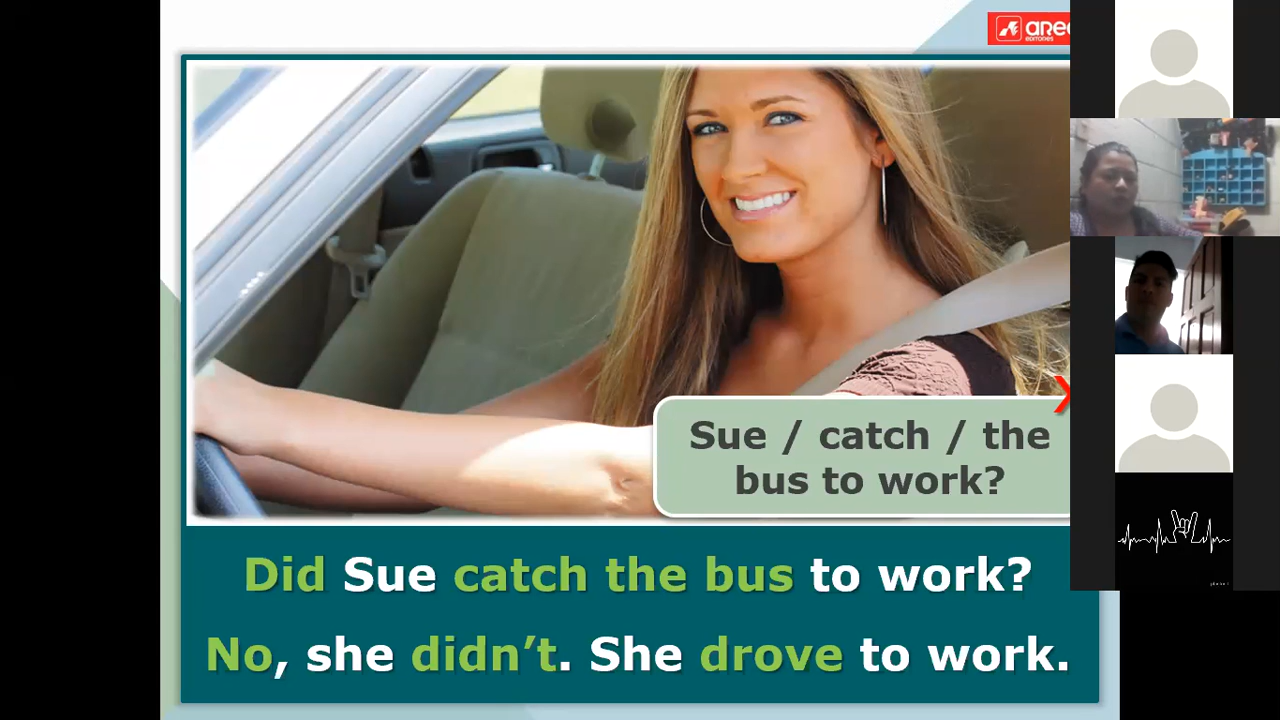 Sue / catch / the
bus to work?
Did Sue catch the bus to work?
No, she didn't. She drove to work.